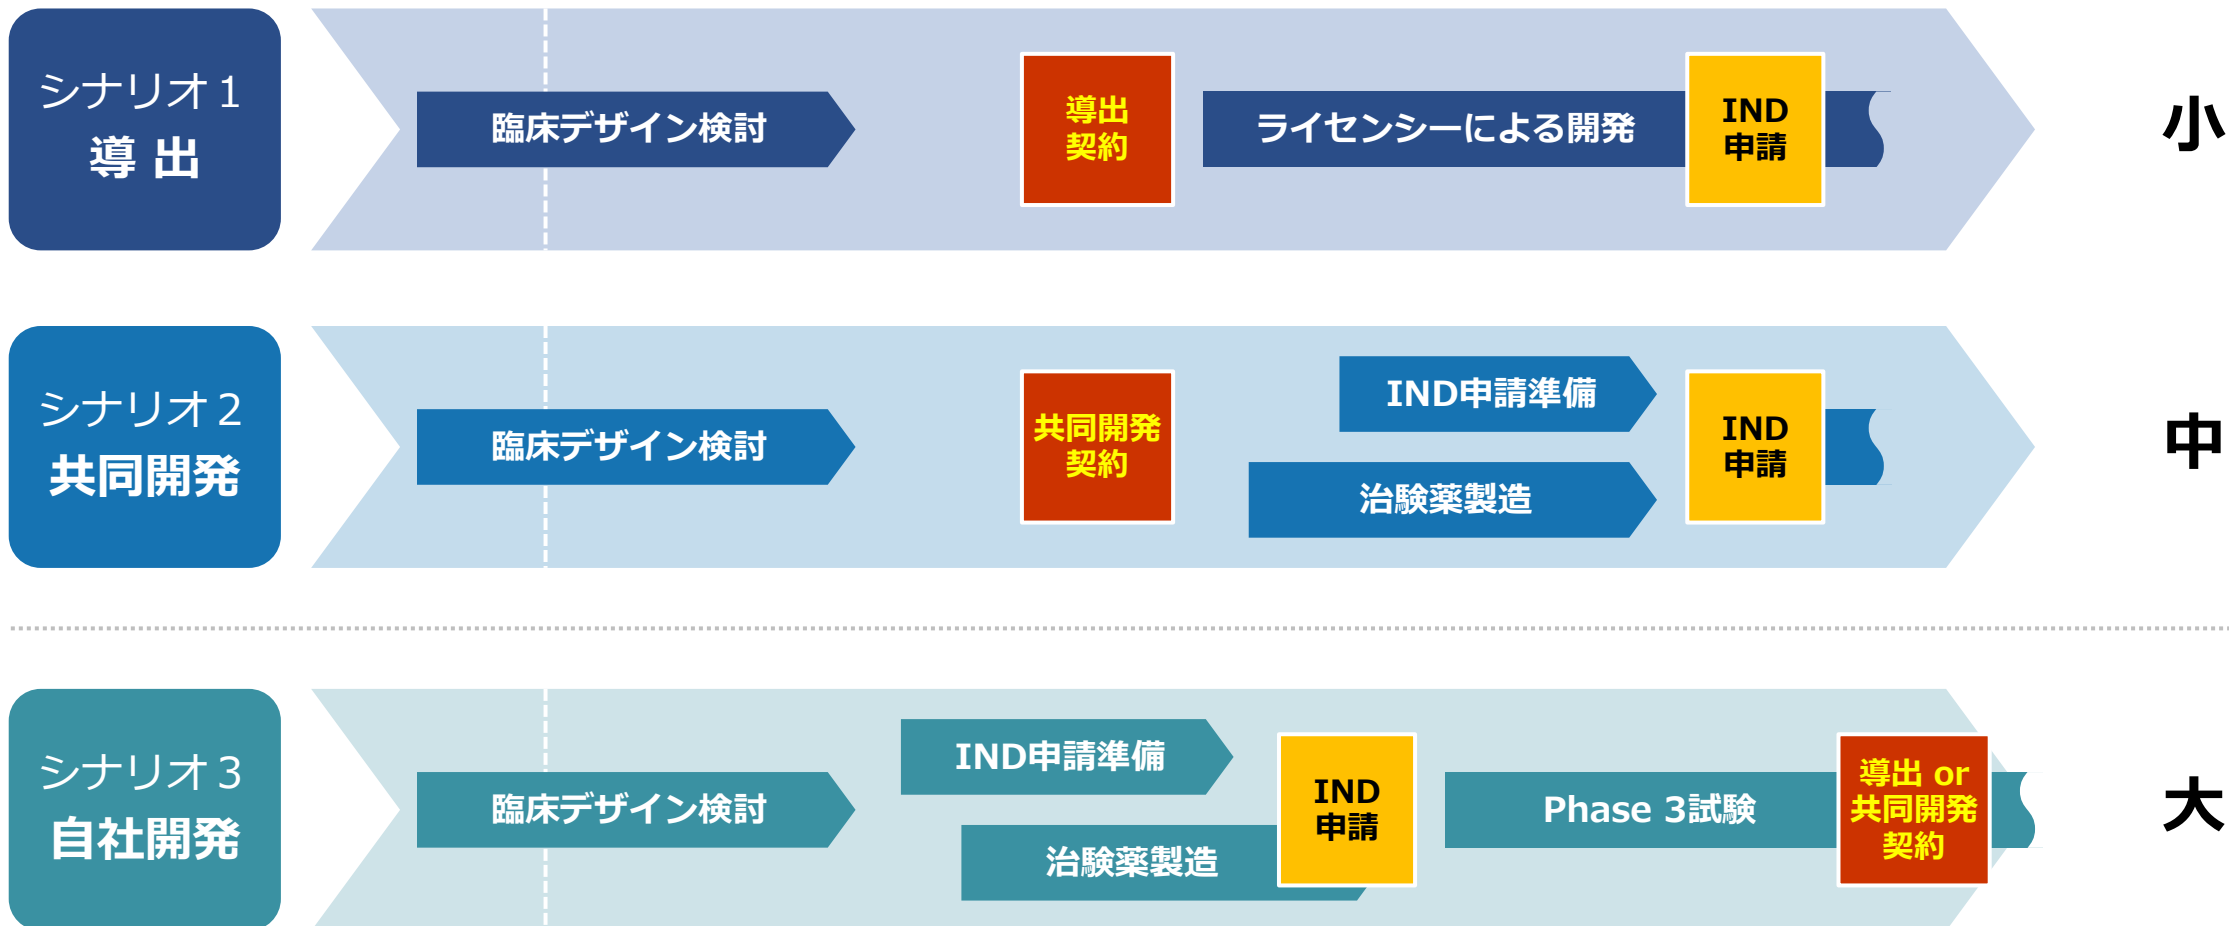 シナリオ１
導 出
臨床デザイン検討
導出
契約
ライセンシーによる開発
IND
申請
小
シナリオ２
共同開発
臨床デザイン検討
共同開発
契約
IND申請準備
治験薬製造
IND
申請
中
シナリオ３
自社開発
臨床デザイン検討
IND申請準備
治験薬製造
IND
申請
Phase 3試験
導出 or
共同開発
契約
大